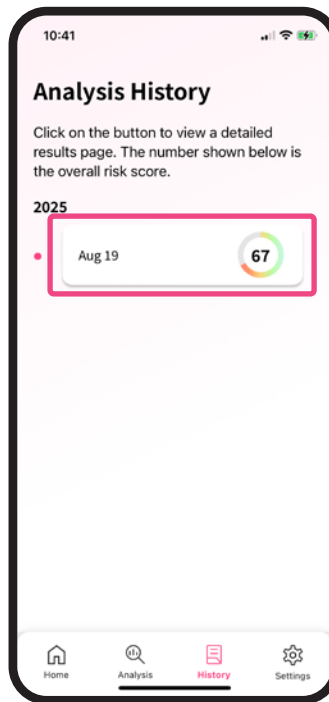 10:41
Analysis History
Click on the button to view a detailed
results page. The number shown below is
the overall risk score.
2025
Aug 19
67
Home
Analysis
History
Settings